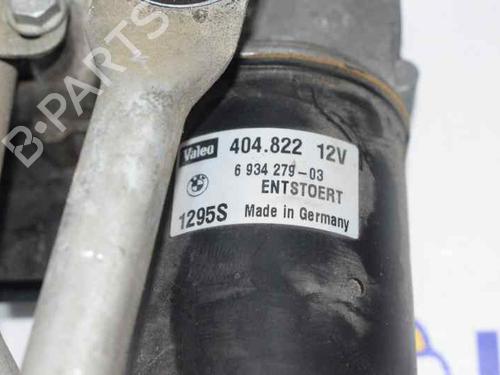 B-PARTS
Valeo 404.822 12V
6 934 279-03
ENTSTOERT
1295S Made in Germany